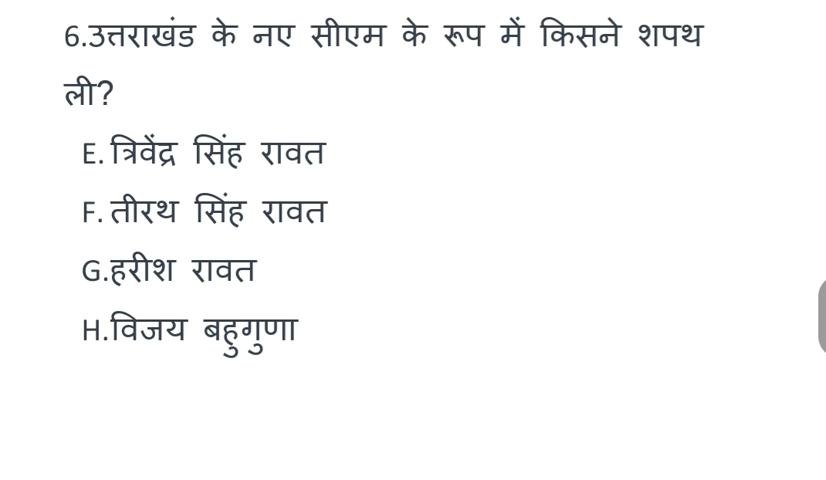 6.उत्तराखंड के नए सीएम के रूप में किसने शपथ
ली?
E. त्रिवेंद्र सिंह रावत
F. तीरथ सिंह रावत
G.हरीश रावत
H.विजय बहुगुणा